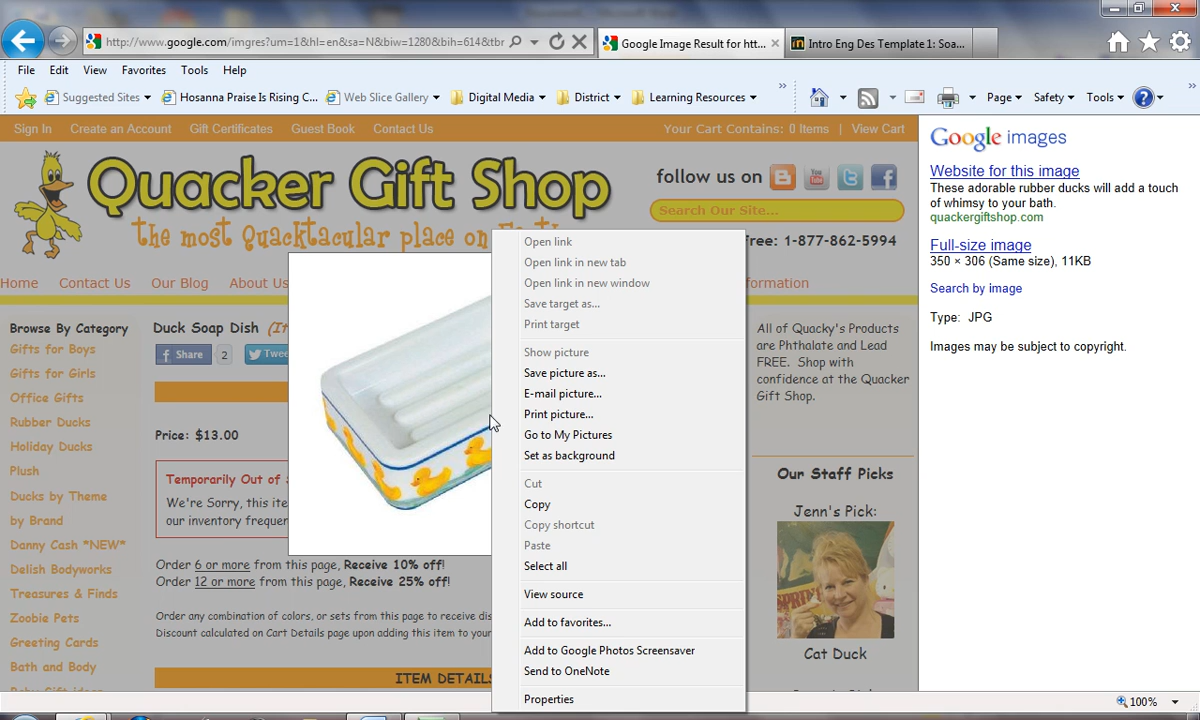 http://www.google.com/imgres?um=1&hl=en&sa=N&biw=1280&bih=614&tbr
Google Image Result for htt...
Intro Eng Des Template 1: Soa...
File Edit View Favorites Tools Help
Suggested Sites Hosanna Praise Is Rising C... Web Slice Gallery Digital Media District Learning Resources » Page Safety Tools »
Sign In Create an Account Gift Certificates Guest Book Contact Us Your Cart Contains: 0 Items | View Cart
Quacker Gift Shop
the most Quacktacular place on
follow us on
You Tube
Search Our Site...
Free: 1-877-862-5994
Home Contact Us Our Blog About Us
formation
Browse By Category
Gifts for Boys
Gifts for Girls
Office Gifts
Rubber Ducks
Holiday Ducks
Plush
Ducks by Theme
by Brand
Danny Cash *NEW*
Delish Bodyworks
Treasures & Finds
Zoobie Pets
Greeting Cards
Bath and Body
Baby Gift ideas
Duck Soap Dish (It
Share 2 Twee
Price: $13.00
Temporarily Out of
We're Sorry, this ite
our inventory frequen
Order 6 or more from this page, Receive 10% off!
Order 12 or more from this page, Receive 25% off!
Order any combination of colors, or sets from this page to receive dis
Discount calculated on Cart Details page upon adding this item to your
ITEM DETAILS
Open link
Open link in new tab
Open link in new window
Save target as...
Print target
Show picture
Save picture as...
E-mail picture...
Print picture...
Go to My Pictures
Set as background
Cut
Copy
Copy shortcut
Paste
Select all
View source
Add to favorites...
Add to Google Photos Screensaver
Send to OneNote
Properties
All of Quacky's Products
are Phthalate and Lead
FREE. Shop with
confidence at the Quacker
Gift Shop.
Our Staff Picks
Jenn's Pick:
Cat Duck
Google images
Website for this image
These adorable rubber ducks will add a touch
of whimsy to your bath.
quackergiftshop.com
Full-size image
350 × 306 (Same size), 11KB
Search by image
Type: JPG
Images may be subject to copyright.
100%